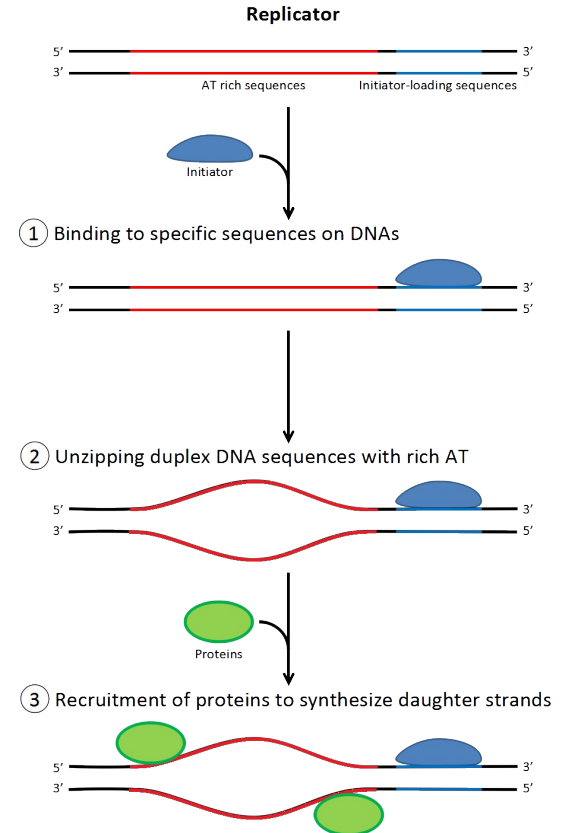 Replicator
5’ 3’
3’ 5’
AT rich sequences Initiator-loading sequences
Initiator
1 Binding to specific sequences on DNAs
5’ 3’
3’ 5’
2 Unzipping duplex DNA sequences with rich AT
5’ 3’
3’ 5’
Proteins
3 Recruitment of proteins to synthesize daughter strands
5’ 3’
3’ 5’